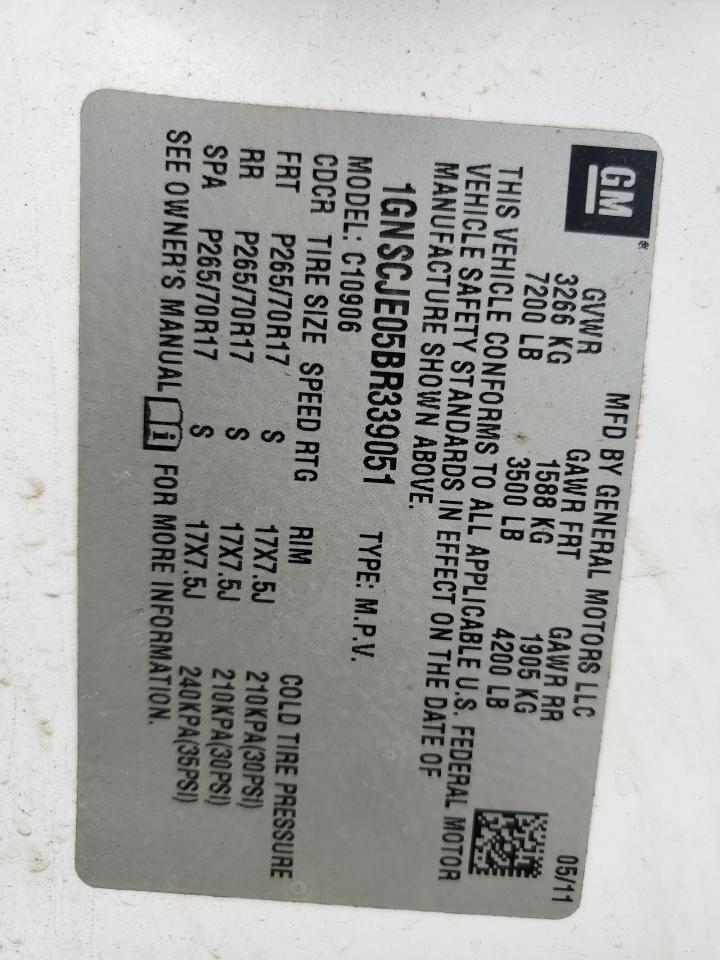 GM ®
MFD BY GENERAL MOTORS LLC 05/11
GVWR GAWR FRT GAWR RR
3266 KG 1588 KG 1905 KG
7200 LB 3500 LB 4200 LB
THIS VEHICLE CONFORMS TO ALL APPLICABLE U.S. FEDERAL MOTOR
VEHICLE SAFETY STANDARDS IN EFFECT ON THE DATE OF
MANUFACTURE SHOWN ABOVE.
1GNSCJE05BR339051 TYPE: M.P.V.
MODEL: C10906
CDCR TIRE SIZE SPEED RTG RIM COLD TIRE PRESSURE
FRT P265/70R17 S 17X7.5J 210KPA(30PSI)
RR P265/70R17 S 17X7.5J 210KPA(30PSI)
SPA P265/70R17 S 17X7.5J 240KPA(35PSI)
SEE OWNER'S MANUAL i FOR MORE INFORMATION.